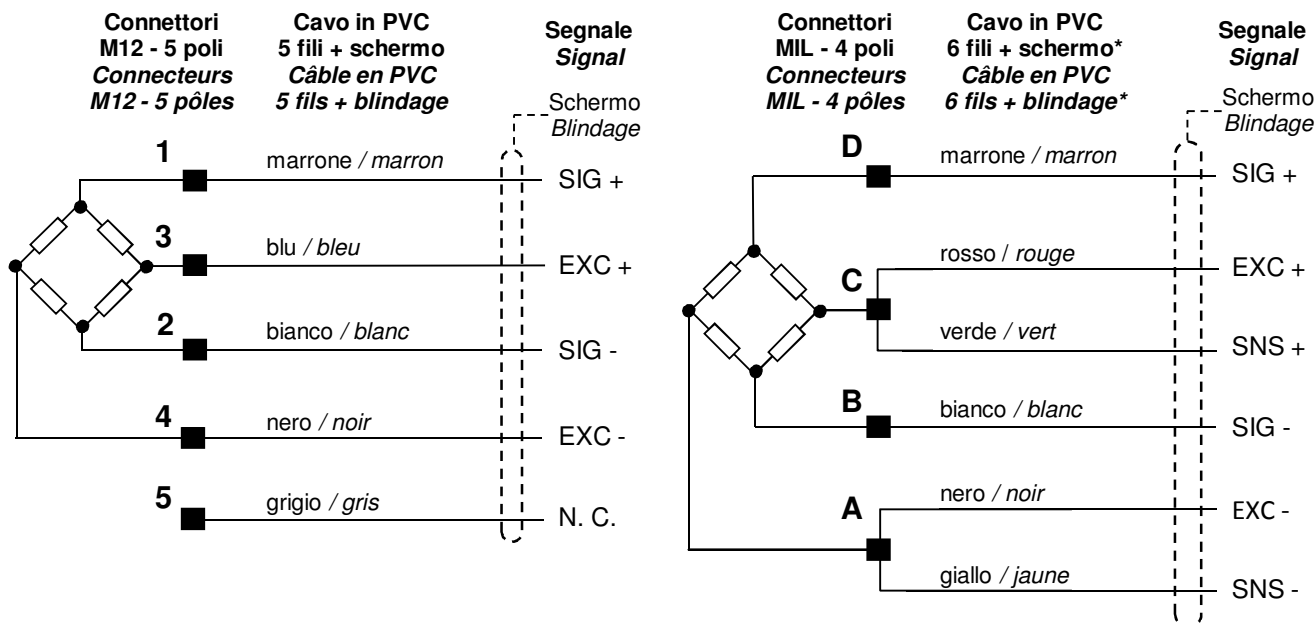 Connettori
M12 - 5 poli
Connecteurs
M12 - 5 pôles
Cavo in PVC
5 fili + schermo
Câble en PVC
5 fils + blindage
Segnale
Signal
Schermo
Blindage
1
marrone / marron
SIG +
3
blu / bleu
EXC +
2
bianco / blanc
SIG -
4
nero / noir
EXC -
5
grigio / gris
N. C.
Connettori
MIL - 4 poli
Connecteurs
MIL - 4 pôles
Cavo in PVC
6 fili + schermo*
Câble en PVC
6 fils + blindage*
Segnale
Signal
Schermo
Blindage
D
marrone / marron
SIG +
rosso / rouge
EXC +
C
verde / vert
SNS +
B
bianco / blanc
SIG -
A
nero / noir
EXC -
giallo / jaune
SNS -